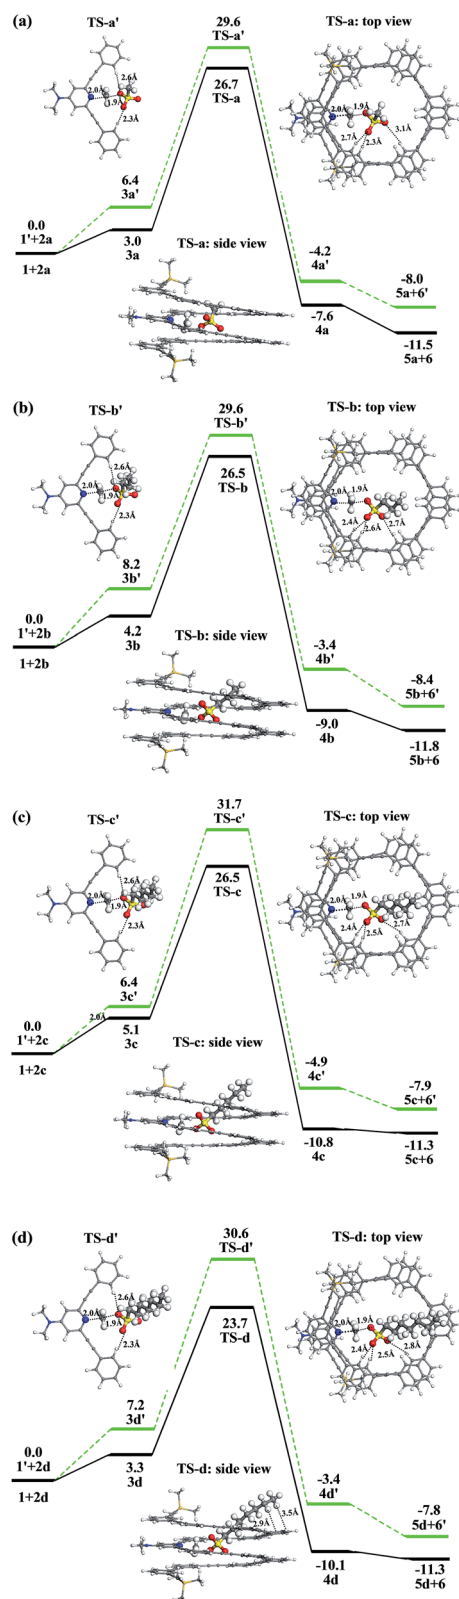 (a)
TS-a'
29.6
TS-a'
TS-a: top view
26.7
TS-a
2.6Å
2.0Å
1.9Å
2.3Å
2.0Å
1.9Å
2.7Å
2.3Å
3.1Å
6.4
3a'
0.0
1'+2a
1+2a
3.0
3a
TS-a: side view
-4.2
4a'
-8.0
5a+6'
-7.6
4a
-11.5
5a+6
(b)
TS-b'
29.6
TS-b'
TS-b: top view
26.5
TS-b
2.6Å
2.0Å
1.9Å
2.3Å
2.0Å
1.9Å
2.4Å
2.6Å
2.7Å
8.2
3b'
0.0
1'+2b
1+2b
4.2
3b
TS-b: side view
-3.4
4b'
-8.4
5b+6'
-9.0
4b
-11.8
5b+6
(c)
TS-c'
31.7
TS-c'
TS-c: top view
26.5
TS-c
2.6Å
2.0Å
1.9Å
2.3Å
2.0Å
1.9Å
2.4Å
2.5Å
2.7Å
6.4
3c'
2.0Å
0.0
1'+2c
1+2c
5.1
3c
TS-c: side view
-4.9
4c'
-7.9
5c+6'
-10.8
4c
-11.3
5c+6
(d)
TS-d'
30.6
TS-d'
TS-d: top view
23.7
TS-d
2.6Å
2.0Å
1.9Å
2.3Å
2.0Å
1.9Å
2.4Å
2.5Å
2.8Å
7.2
3d'
0.0
1'+2d
1+2d
3.3
3d
TS-d: side view
3.5Å
2.9Å
-3.4
4d'
-7.8
5d+6'
-10.1
4d
-11.3
5d+6